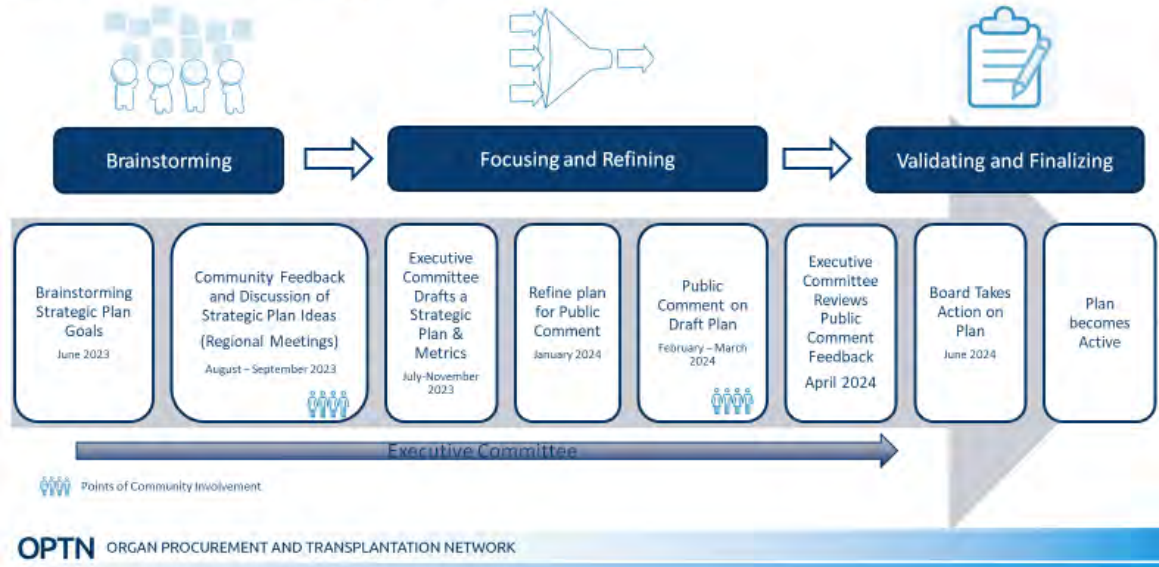 Brainstorming
Focusing and Refining
Validating and Finalizing
Brainstorming
Strategic Plan
Goals
June 2023
Community Feedback
and Discussion of
Strategic Plan Ideas
(Regional Meetings)
August – September 2023
Executive
Committee
Drafts a
Strategic
Plan &
Metrics
July-November
2023
Refine plan
for Public
Comment
January 2024
Public
Comment on
Draft Plan
February – March
2024
Executive
Committee
Reviews
Public
Comment
Feedback
April 2024
Board Takes
Action on
Plan
June 2024
Plan
becomes
Active
Executive Committee
Points of Community Involvement
OPTN ORGAN PROCUREMENT AND TRANSPLANTATION NETWORK